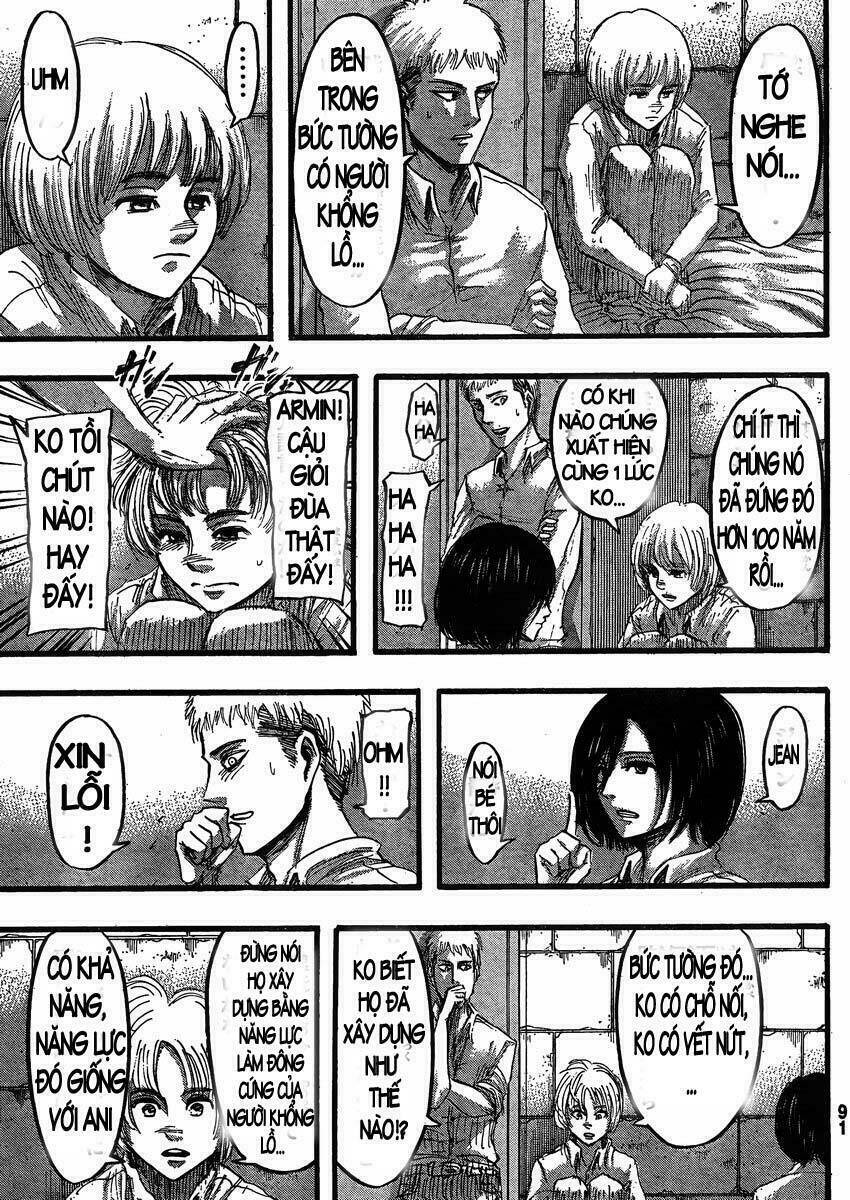 TỚ
NGHE
NÓI...
BÊN
TRONG
BỨC TƯỜNG
CÓ NGƯỜI
KHỔNG
LỒ...
....
UHM
CHÍ ÍT THÌ
CHÚNG NÓ
ĐÃ ĐỨNG ĐÓ
HƠN 100 NĂM
RỒI...
CÓ KHI
NÀO CHÚNG
XUẤT HIỆN
CÙNG 1 LÚC
KO...
HA
HA
HA
HA
HA
!!!
ガッ
ガッ
ARMIN!
CẬU
GIỎI
ĐÙA
THẬT
ĐẤY!
KO TỒI
CHÚT
NÀO!
HAY
ĐẤY!
JEAN
NÓI
BÉ
THÔI
OHM
!!
XIN
LỖI
!
BỨC TƯỜNG ĐÓ...
KO CÓ CHỖ NỐI,
KO CÓ VẾT NỨT,
...
KO BIẾT
HỌ ĐÃ
XÂY DỰNG
NHƯ
THẾ
NÀO!?
ĐỪNG NÓI
HỌ XÂY
DỰNG BẰNG
NĂNG LỰC
LÀM ĐÔNG
CỨNG CỦA
NGƯỜI KHỔNG
LỒ...
CÓ KHẢ
NĂNG,
NĂNG LỰC
ĐÓ GIỐNG
VỚI ANI
91